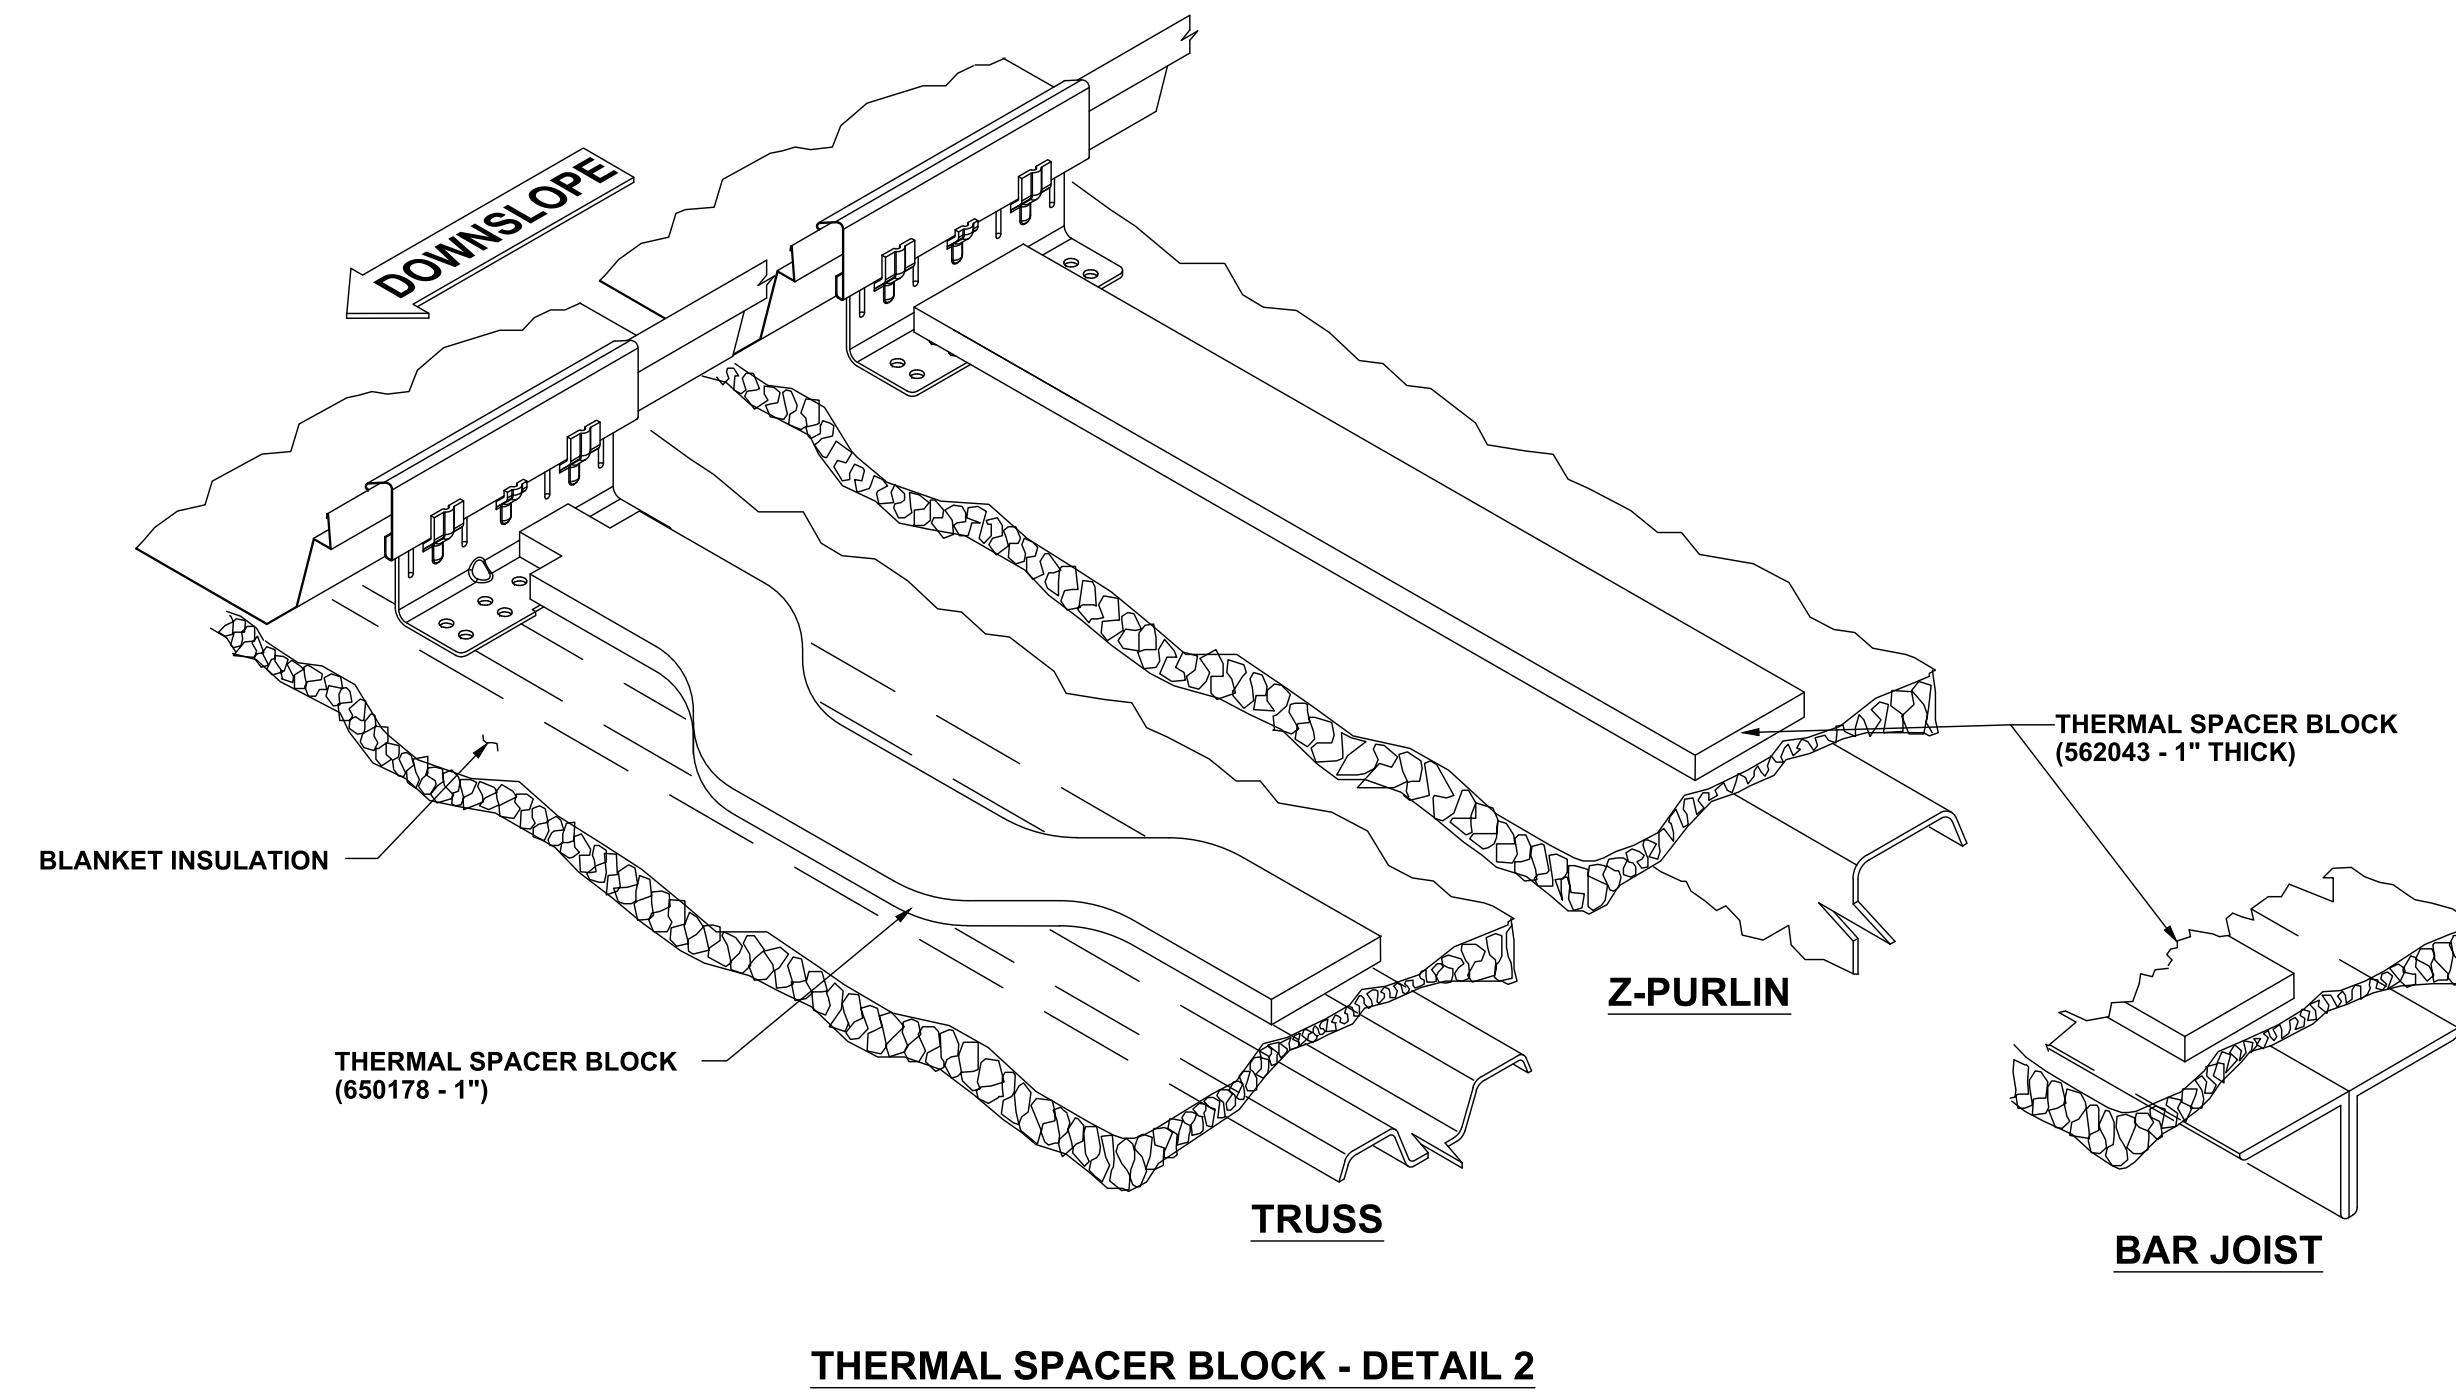 DOWNSLOPE
THERMAL SPACER BLOCK
(562043 - 1" THICK)
BLANKET INSULATION
Z-PURLIN
THERMAL SPACER BLOCK
(650178 - 1")
TRUSS
BAR JOIST
THERMAL SPACER BLOCK - DETAIL 2